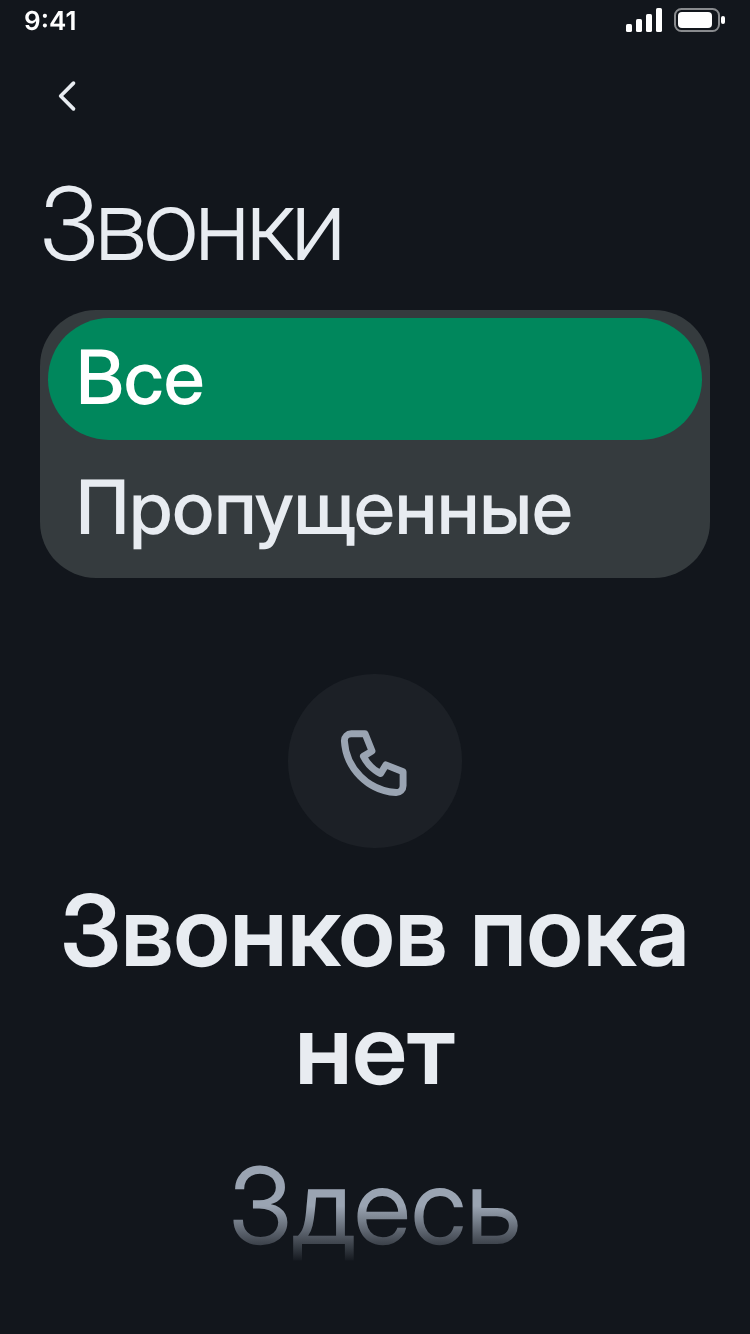 9:41
Звонки
Все
Пропущенные
Звонков пока
нет
Здесь